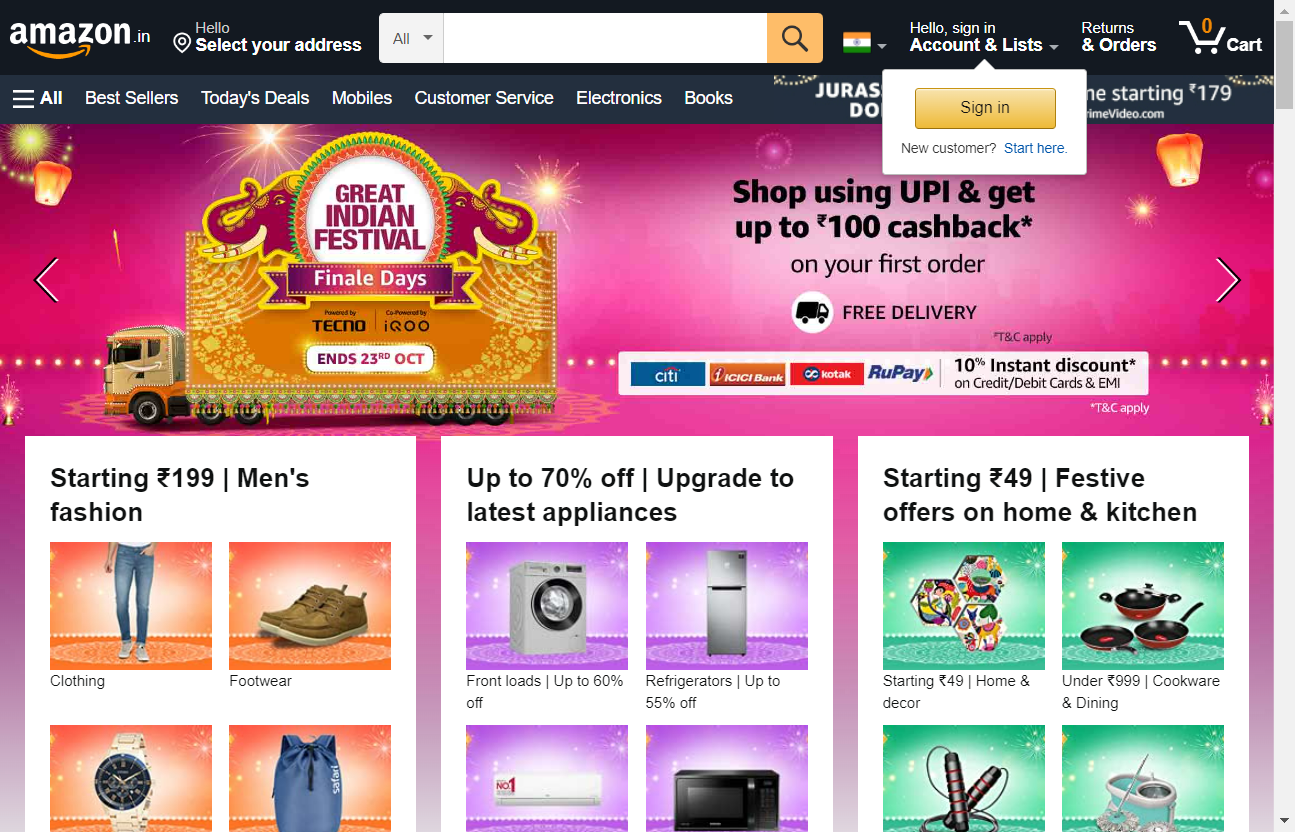 amazon.in
Hello
Select your address
All
Hello, sign in
Account & Lists
Returns
& Orders
0
Cart
All
Best Sellers
Today's Deals
Mobiles
Customer Service
Electronics
Books
JURAS
DO
me starting ₹179
rimeVideo.com
Sign in
New customer? Start here.
GREAT
INDIAN
FESTIVAL
Finale Days
Powered by
TECNO
Co-Powered by
iQOO
ENDS 23RD OCT
Shop using UPI & get
up to ₹100 cashback*
on your first order
FREE DELIVERY
*T&C apply
citi
ICICI Bank
kotak
RuPay
10% Instant discount*
on Credit/Debit Cards & EMI
*T&C apply
Starting ₹199 | Men's
fashion
Clothing
Footwear
safari
Up to 70% off | Upgrade to
latest appliances
Front loads | Up to 60%
off
Refrigerators | Up to
55% off
NO.1
Starting ₹49 | Festive
offers on home & kitchen
Starting ₹49 | Home &
decor
Under ₹999 | Cookware
& Dining